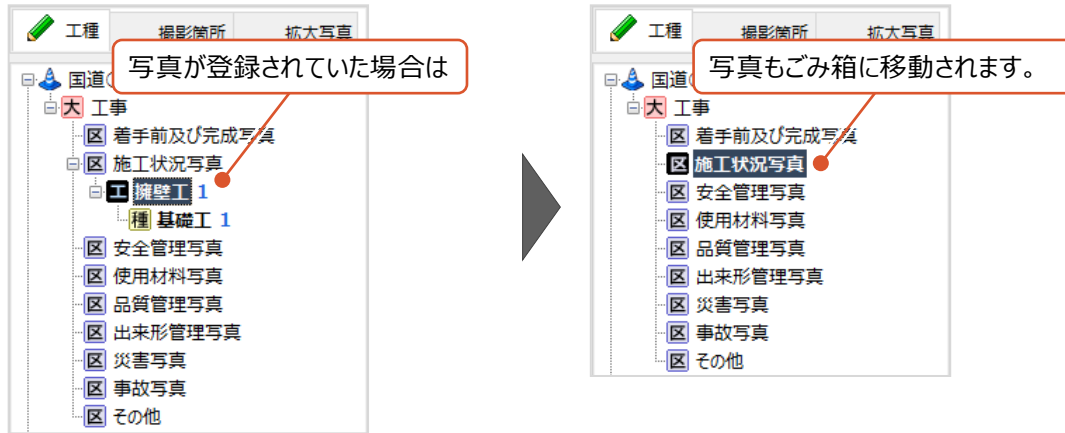 工種 撮影箇所 拡大写真
写真が登録されていた場合は
国道の
大 工事
区 着手前及び完成写真
区 施工状況写真
工 擁壁工 1
種 基礎工 1
区 安全管理写真
区 使用材料写真
区 品質管理写真
区 出来形管理写真
区 災害写真
区 事故写真
区 その他
工種 撮影箇所 拡大写真
写真もごみ箱に移動されます。
国道の
大 工事
区 着手前及び完成写真
区 施工状況写真
区 安全管理写真
区 使用材料写真
区 品質管理写真
区 出来形管理写真
区 災害写真
区 事故写真
区 その他